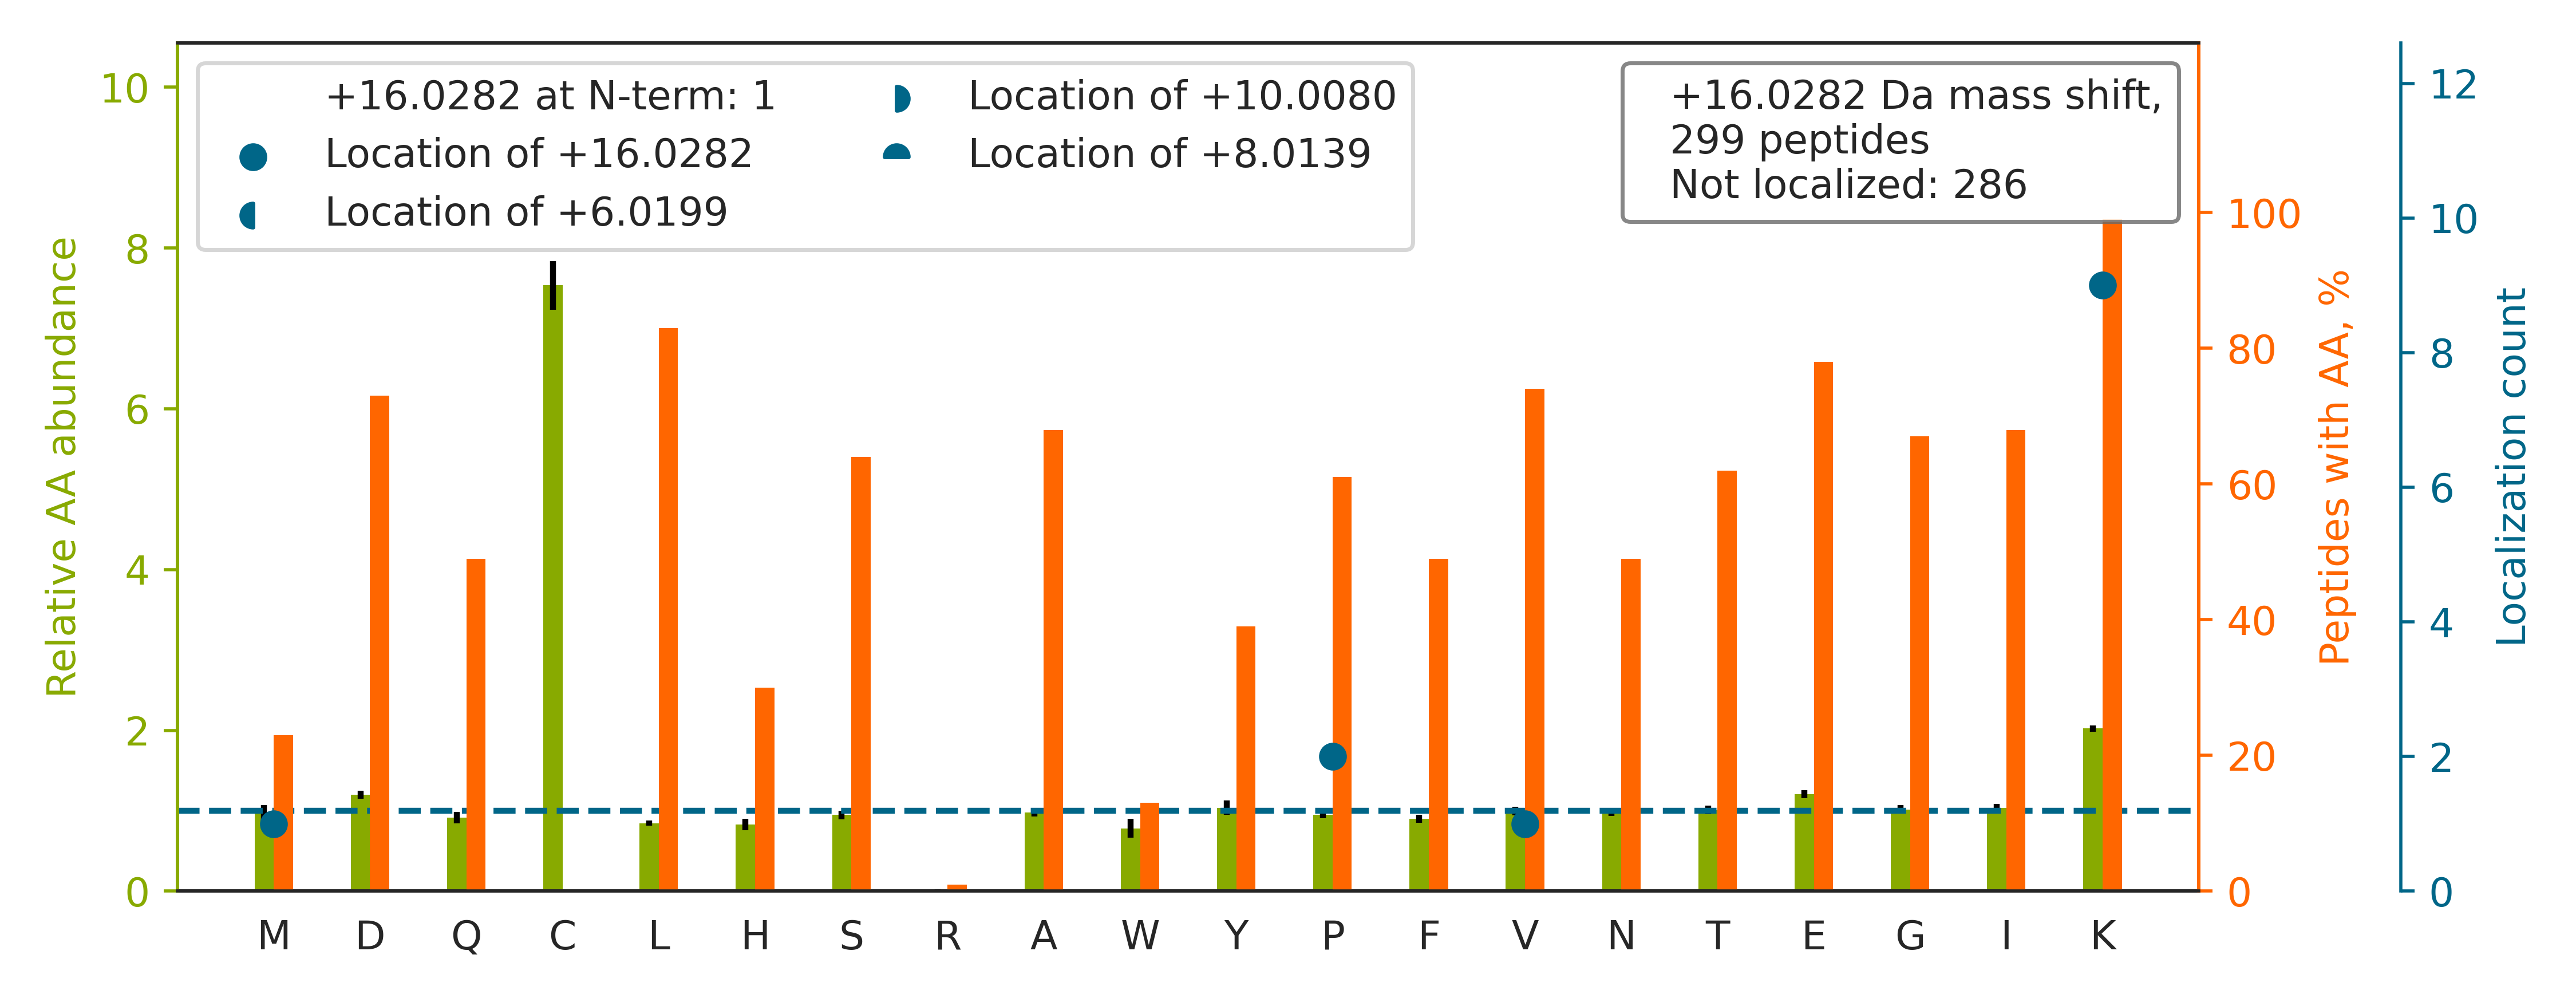 +16.0282 at N-term: 1
Location of +16.0282
Location of +6.0199
Location of +10.0080
Location of +8.0139
+16.0282 Da mass shift,
299 peptides
Not localized: 286
Relative AA abundance
10
8
6
4
2
0
M D Q C L H S R A W Y P F V N T E G I K
100
80
60
40
20
0
Peptides with AA, %
12
10
8
6
4
2
0
Localization count